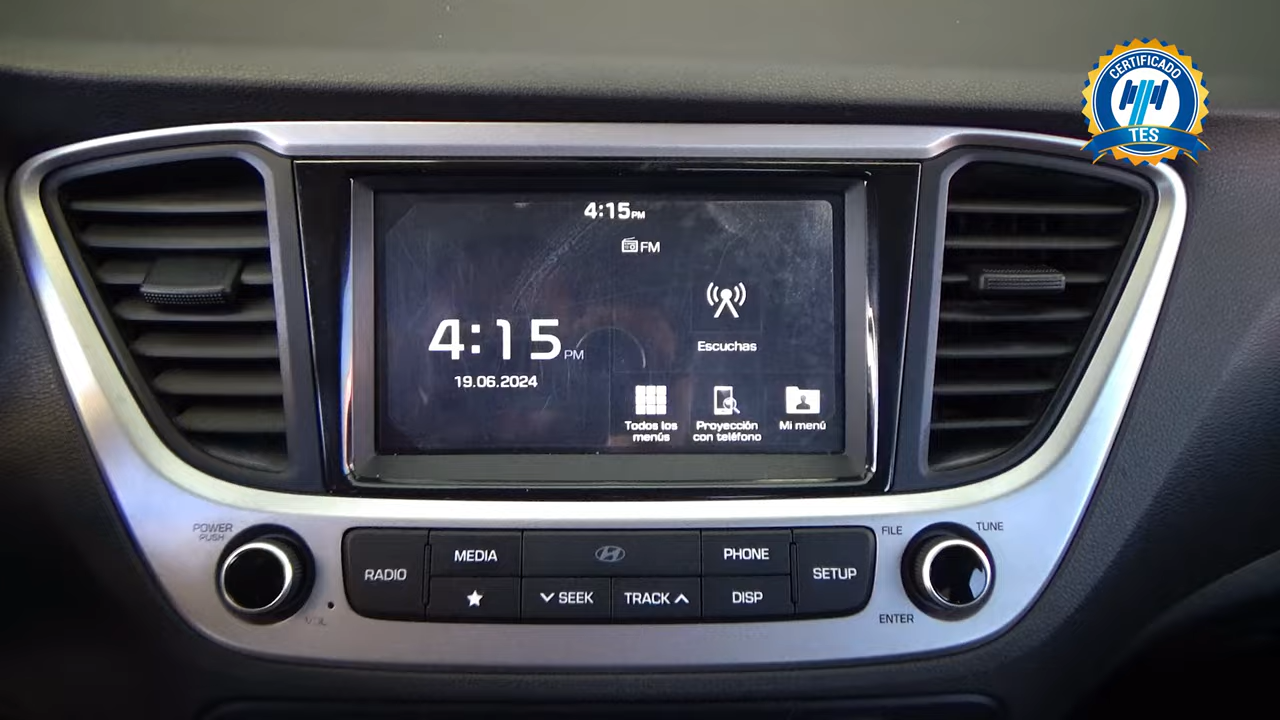 CERTIFICADO
TES
4:15PM
FM
4:15PM
19.06.2024
Escuchas
Todos los
menús
Proyección
con teléfono
Mi menú
POWER
PUSH
VOL
RADIO
MEDIA
PHONE
SETUP
SEEK
TRACK
DISP
FILE
TUNE
ENTER